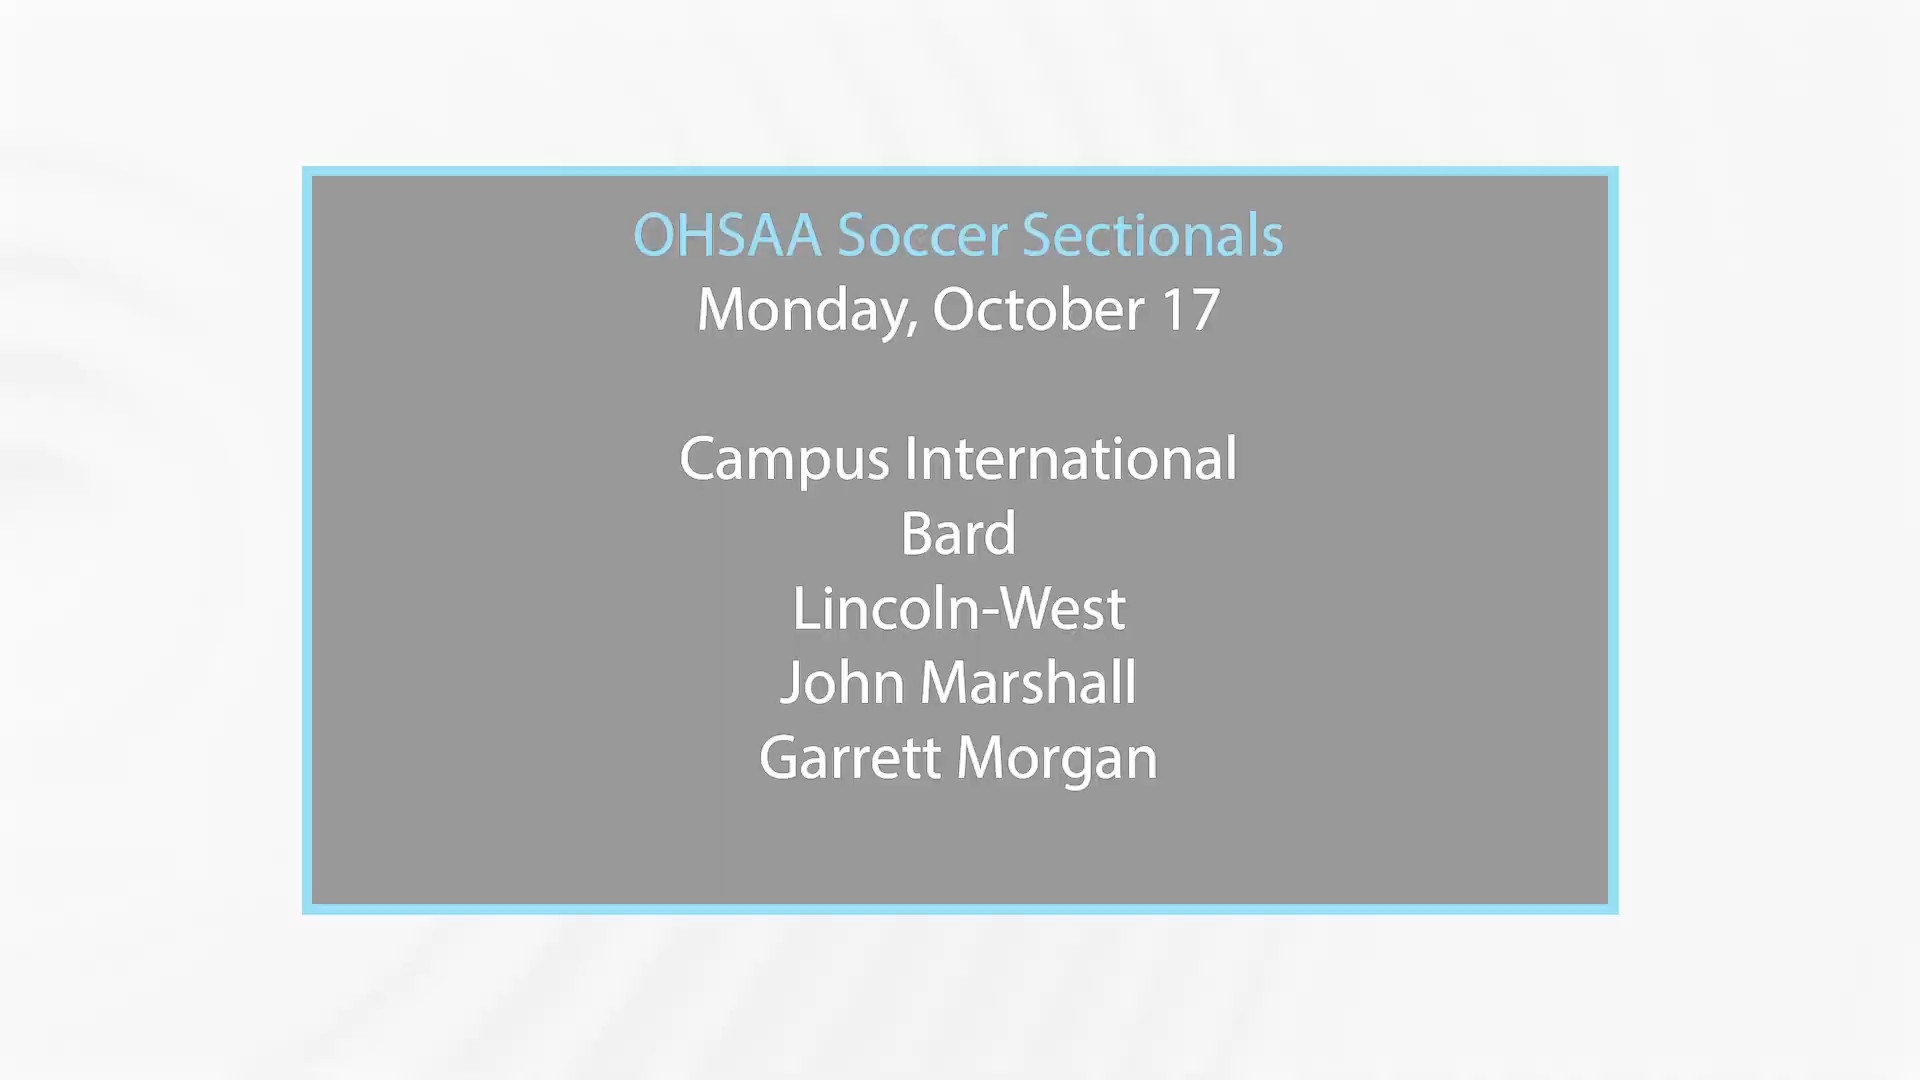 OHSAA Soccer Sectionals
Monday, October 17
Campus International
Bard
Lincoln-West
John Marshall
Garrett Morgan